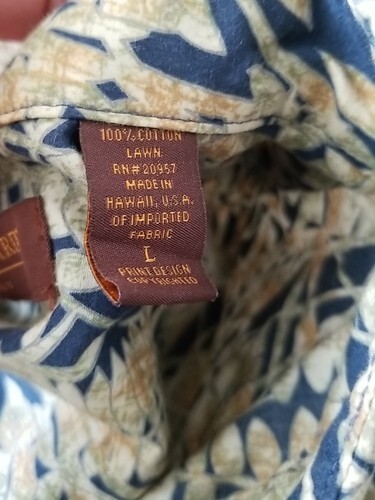 100% COTTON
LAWN
RN# 20957
MADE IN
HAWAII, U.S.A.
OF IMPORTED
FABRIC
L
PRINT DESIGN
COPYRIGHTED